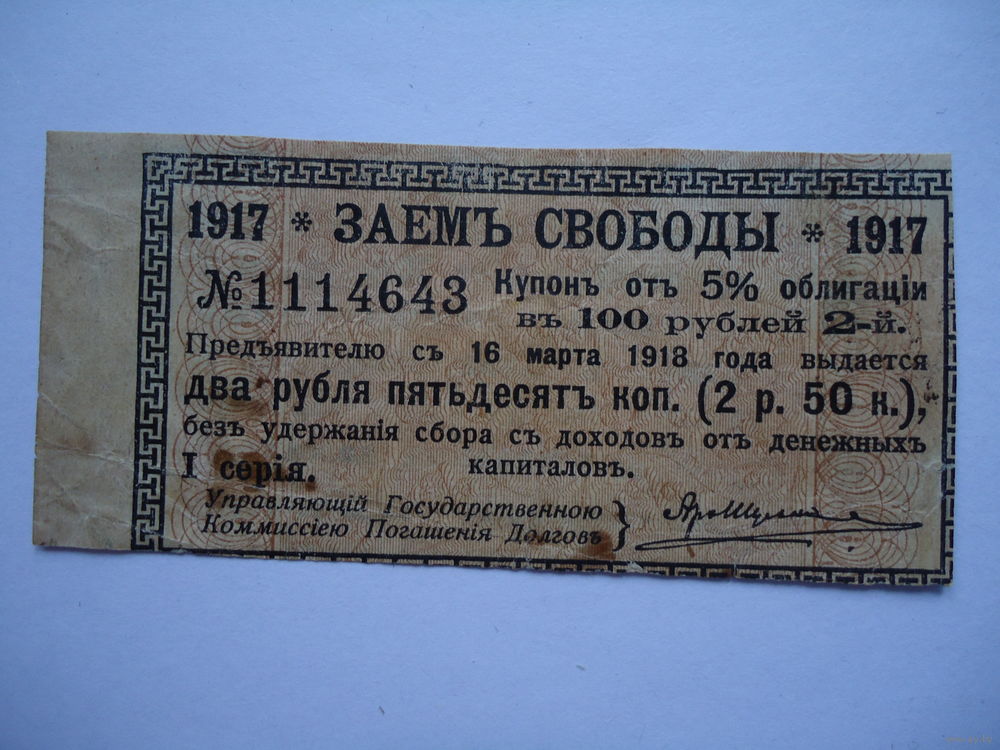 1917 * ЗАЕМЪ СВОБОДЫ * 1917
№1114643
Купонъ отъ 5% облигаціи
въ 100 рублей 2-й.
Предъявителю съ 16 марта 1918 года выдается
два рубля пятьдесятъ коп. (2 р. 50 к.),
безъ удержанія сбора съ доходовъ отъ денежныхъ
капиталовъ.
I серія.
Управляющій Государственною
Коммиссіею Погашенія Долговъ }